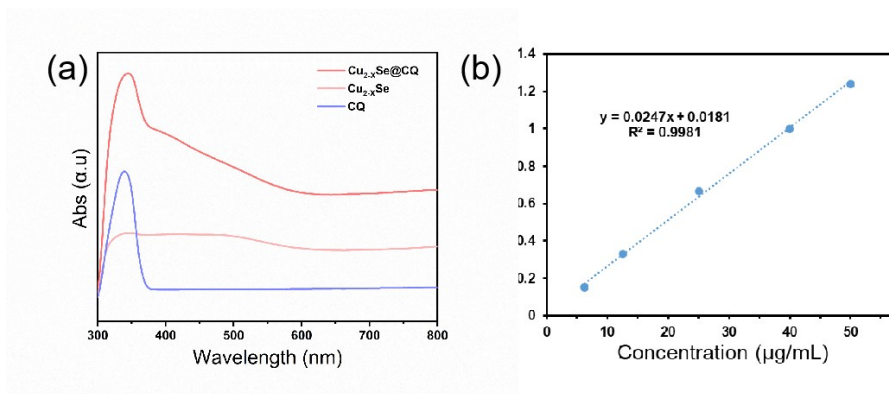 (a)
Cu2-xSe@CQ
Cu2-xSe
CQ
Abs (α.u)
300 400 500 600 700 800
Wavelength (nm)
(b)
1.4
1.2
1
0.8
0.6
0.4
0.2
0
y = 0.0247x + 0.0181
R² = 0.9981
0 10 20 30 40 50
Concentration (µg/mL)